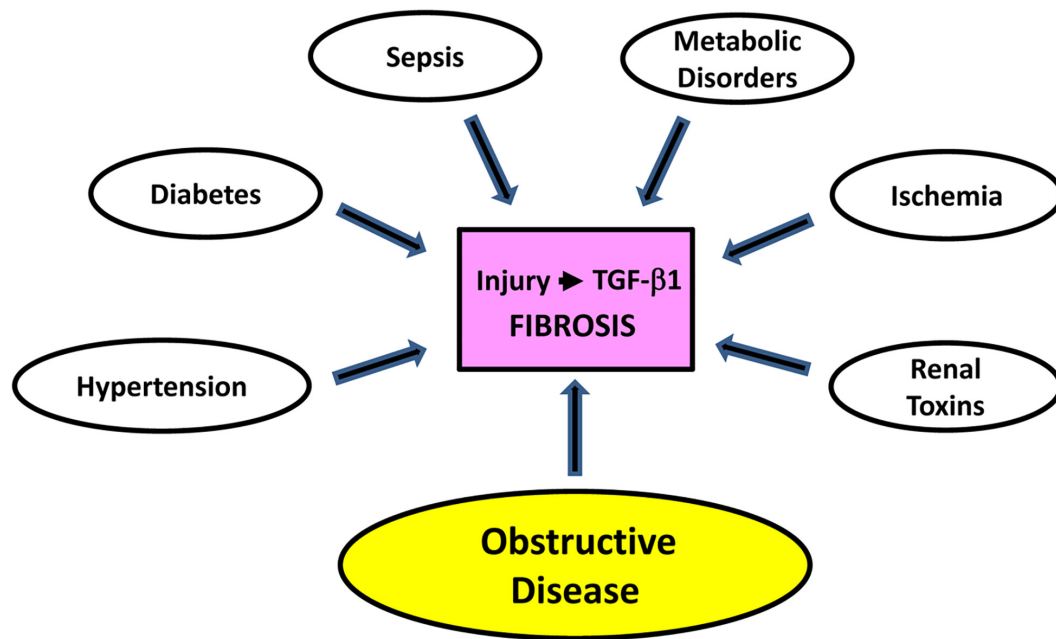 Sepsis
Metabolic
Disorders
Diabetes
Ischemia
Injury ► TGF-β1
FIBROSIS
Hypertension
Renal
Toxins
Obstructive
Disease